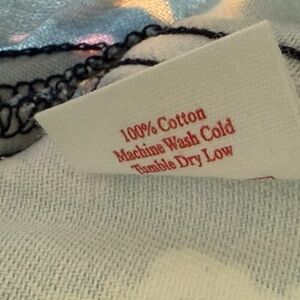 100% Cotton
Machine Wash Cold
Tumble Dry Low